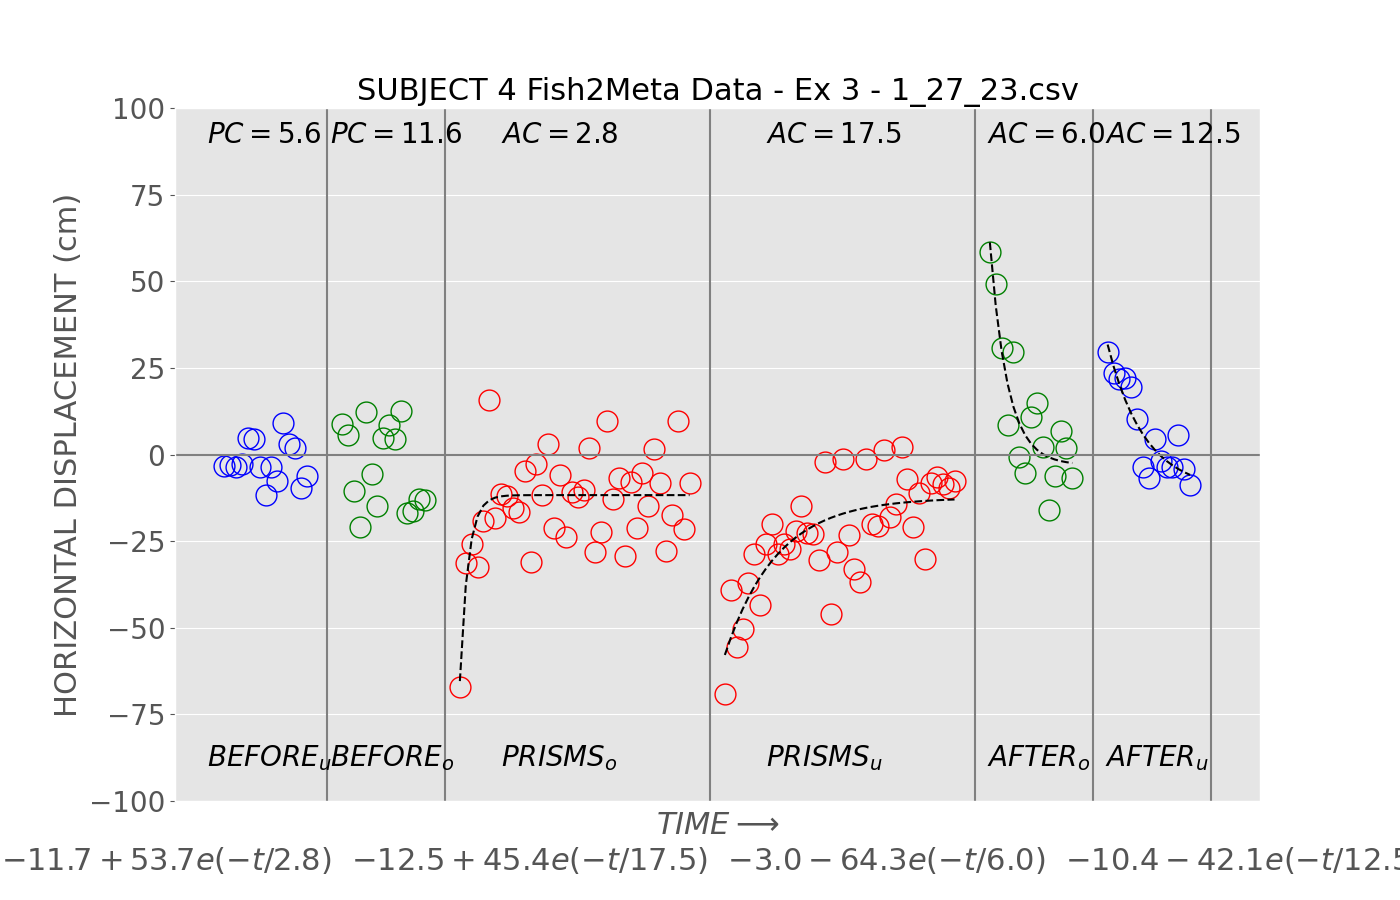 SUBJECT 4 Fish2Meta Data - Ex 3 - 1_27_23.csv
PC = 5.6 PC = 11.6 AC = 2.8 AC = 17.5 AC = 6.0 AC = 12.5
100
75
50
25
0
−25
−50
−75
−100
HORIZONTAL DISPLACEMENT (cm)
BEFOREu BEFOREo PRISMSo PRISMSu AFTERo AFTERu
TIME ⟶
−11.7 + 53.7e(−t/2.8) −12.5 + 45.4e(−t/17.5) −3.0 − 64.3e(−t/6.0) −10.4 − 42.1e(−t/12.5